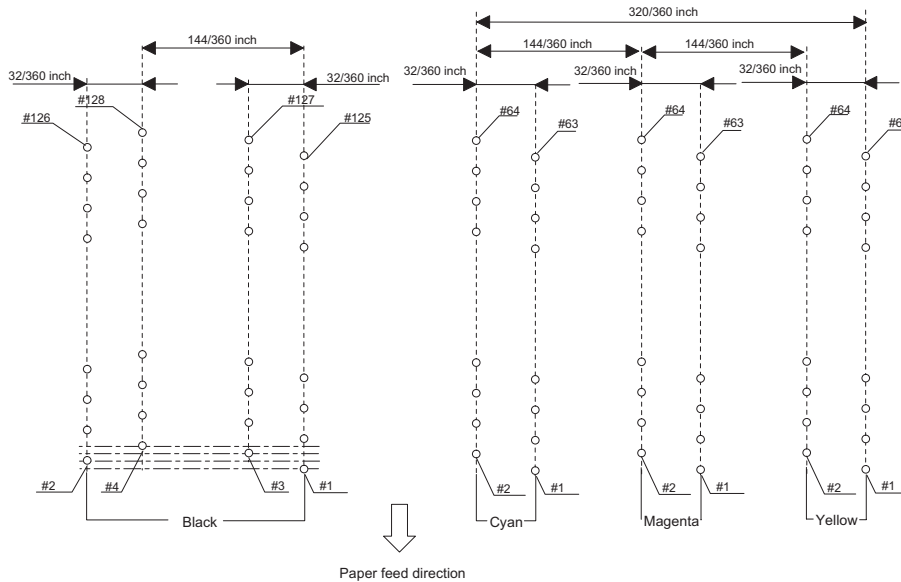 320/360 inch
144/360 inch
144/360 inch
144/360 inch
32/360 inch
32/360 inch
32/360 inch
32/360 inch
32/360 inch
#128
#127
#126
#125
#64
#63
#64
#63
#64
#6
#2
#4
#3
#1
#2
#1
#2
#1
#2
#1
Black
Cyan
Magenta
Yellow
Paper feed direction